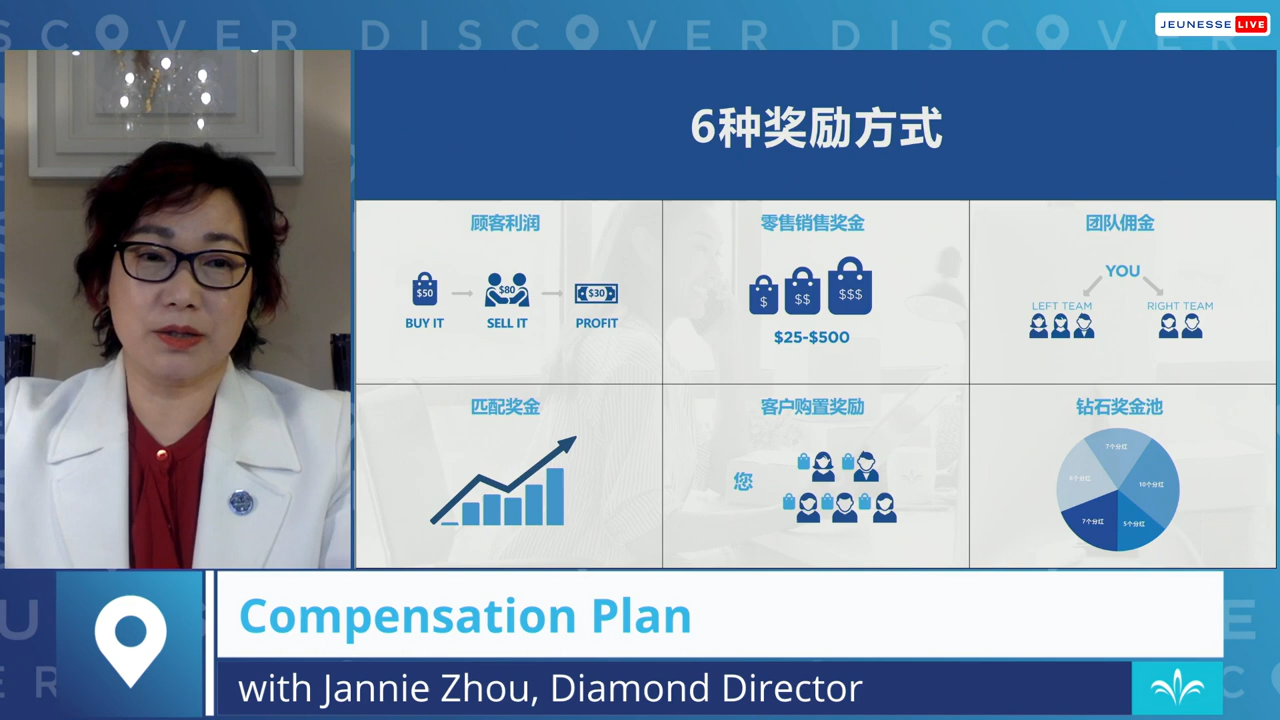 DISCOVER DISCOVER
JEUNESSE LIVE
6种奖励方式
顾客利润
$50
$80
$30
BUY IT
SELL IT
PROFIT
零售销售奖金
$
$$
$$$
$25-$500
团队佣金
YOU
LEFT TEAM
RIGHT TEAM
匹配奖金
客户购置奖励
您
钻石奖金池
7个分红
10个分红
5个分红
7个分红
Compensation Plan
with Jannie Zhou, Diamond Director